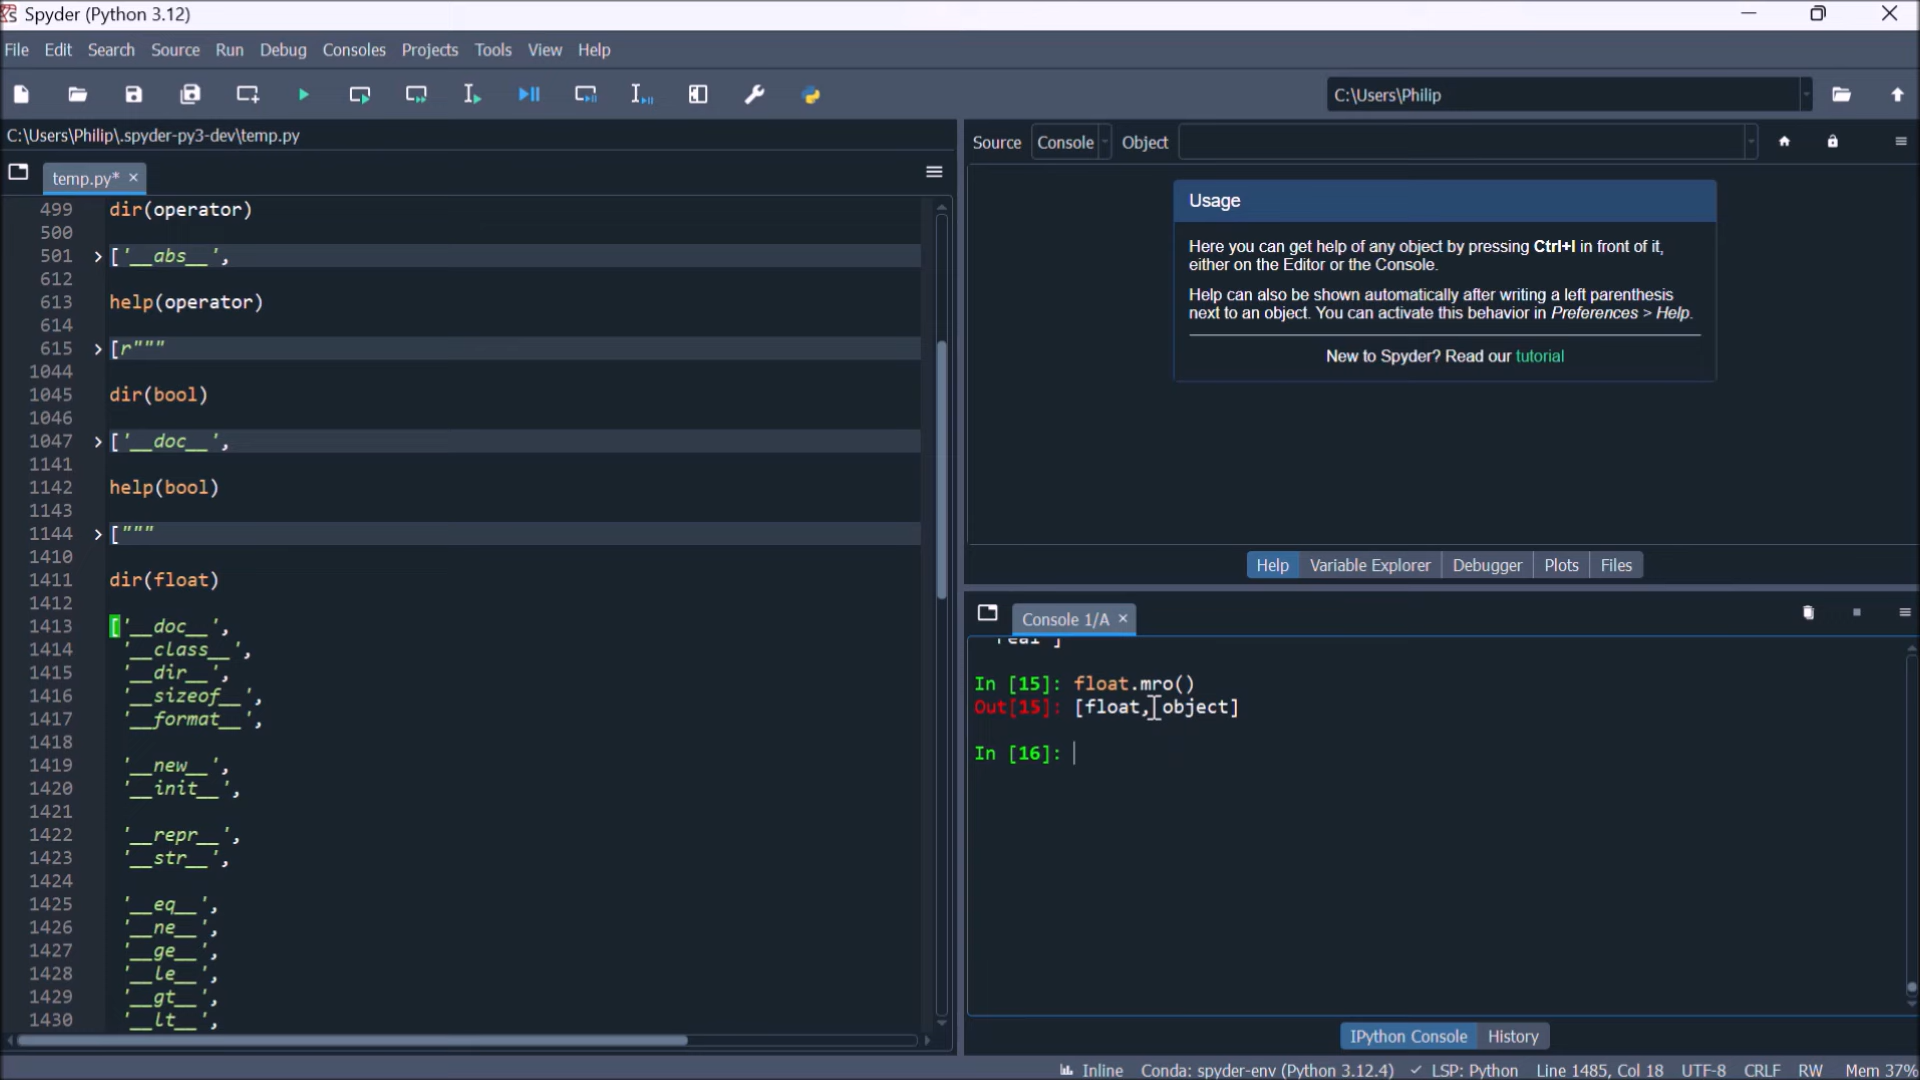 Spyder (Python 3.12)
File Edit Search Source Run Debug Consoles Projects Tools View Help
C:\Users\Philip
C:\Users\Philip\.spyder-py3-dev\temp.py
temp.py*
499 dir(operator)
500
501 ['__abs__',
612
613 help(operator)
614
615 [r"""
1044
1045 dir(bool)
1046
1047 ['__doc__',
1141
1142 help(bool)
1143
1144 ["""
1410
1411 dir(float)
1412
1413 ['__doc__',
1414 '__class__',
1415 '__dir__',
1416 '__sizeof__',
1417 '__format__',
1418
1419 '__new__',
1420 '__init__',
1421
1422 '__repr__',
1423 '__str__',
1424
1425 '__eq__',
1426 '__ne__',
1427 '__ge__',
1428 '__le__',
1429 '__gt__',
1430 '__lt__',
Source Console Object
Usage
Here you can get help of any object by pressing Ctrl+I in front of it,
either on the Editor or the Console.
Help can also be shown automatically after writing a left parenthesis
next to an object. You can activate this behavior in Preferences > Help.
New to Spyder? Read our tutorial
Help Variable Explorer Debugger Plots Files
Console 1/A
In [15]: float.mro()
Out[15]: [float, object]
In [16]:
IPython Console History
Inline Conda: spyder-env (Python 3.12.4) LSP: Python Line 1485, Col 18 UTF-8 CRLF RW Mem 37%